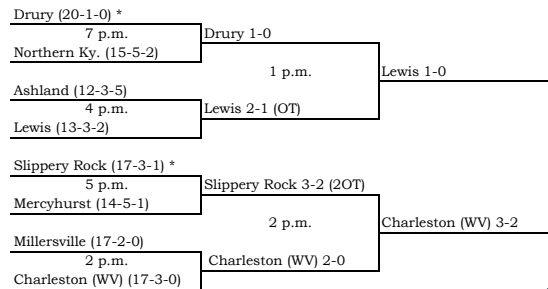 Drury (20-1-0) *
7 p.m.
Drury 1-0
Northern Ky. (15-5-2)
1 p.m.
Lewis 1-0
Ashland (12-3-5)
4 p.m.
Lewis 2-1 (OT)
Lewis (13-3-2)
Slippery Rock (17-3-1) *
5 p.m.
Slippery Rock 3-2 (2OT)
Mercyhurst (14-5-1)
2 p.m.
Charleston (WV) 3-2
Millersville (17-2-0)
2 p.m.
Charleston (WV) 2-0
Charleston (WV) (17-3-0)